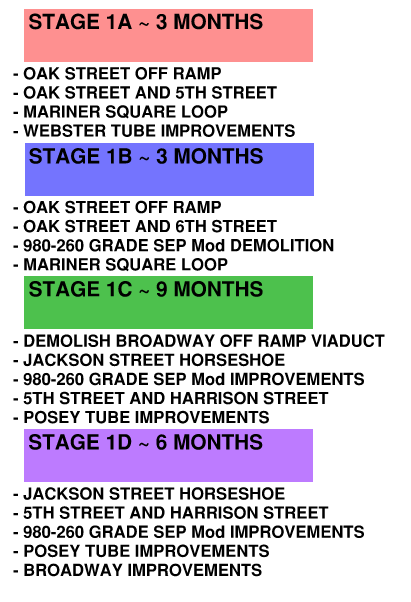 STAGE 1A ~ 3 MONTHS
- OAK STREET OFF RAMP
- OAK STREET AND 5TH STREET
- MARINER SQUARE LOOP
- WEBSTER TUBE IMPROVEMENTS
STAGE 1B ~ 3 MONTHS
- OAK STREET OFF RAMP
- OAK STREET AND 6TH STREET
- 980-260 GRADE SEP Mod DEMOLITION
- MARINER SQUARE LOOP
STAGE 1C ~ 9 MONTHS
- DEMOLISH BROADWAY OFF RAMP VIADUCT
- JACKSON STREET HORSESHOE
- 980-260 GRADE SEP Mod IMPROVEMENTS
- 5TH STREET AND HARRISON STREET
- POSEY TUBE IMPROVEMENTS
STAGE 1D ~ 6 MONTHS
- JACKSON STREET HORSESHOE
- 5TH STREET AND HARRISON STREET
- 980-260 GRADE SEP Mod IMPROVEMENTS
- POSEY TUBE IMPROVEMENTS
- BROADWAY IMPROVEMENTS